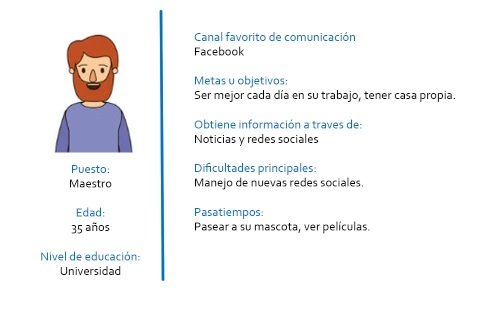 Canal favorito de comunicación
Facebook
Metas u objetivos:
Ser mejor cada día en su trabajo, tener casa propia.
Obtiene información a traves de:
Noticias y redes sociales
Dificultades principales:
Manejo de nuevas redes sociales.
Pasatiempos:
Pasear a su mascota, ver películas.
Puesto:
Maestro
Edad:
35 años
Nivel de educación:
Universidad